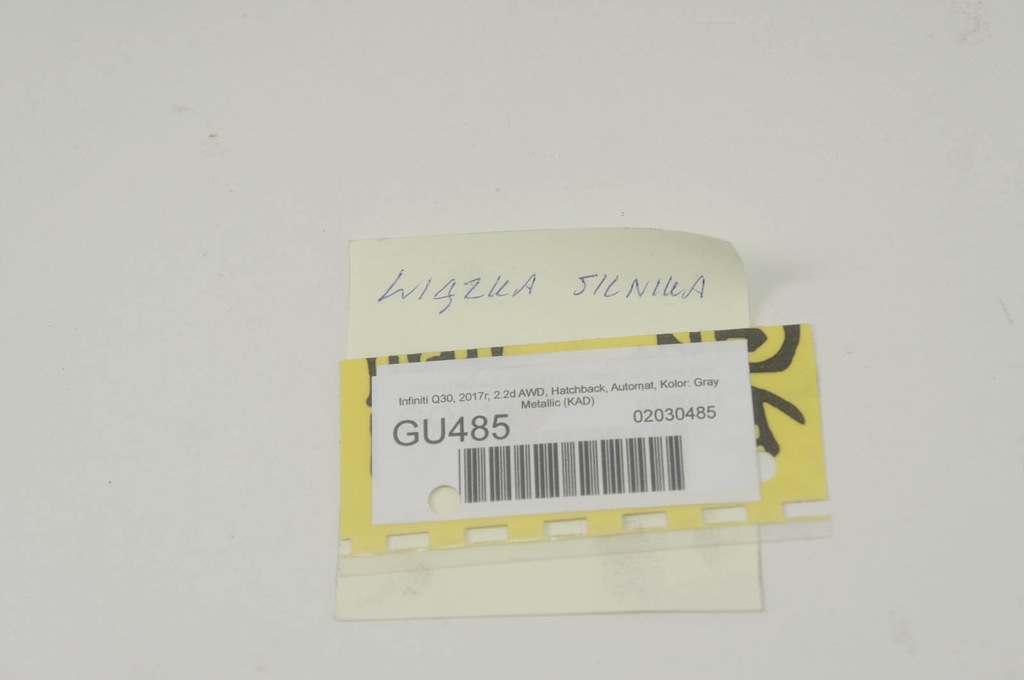 WIĄZKA SILNIKA
Infiniti Q30, 2017r, 2.2d AWD, Hatchback, Automat, Kolor: Gray
Metallic (KAD)
GU485
02030485